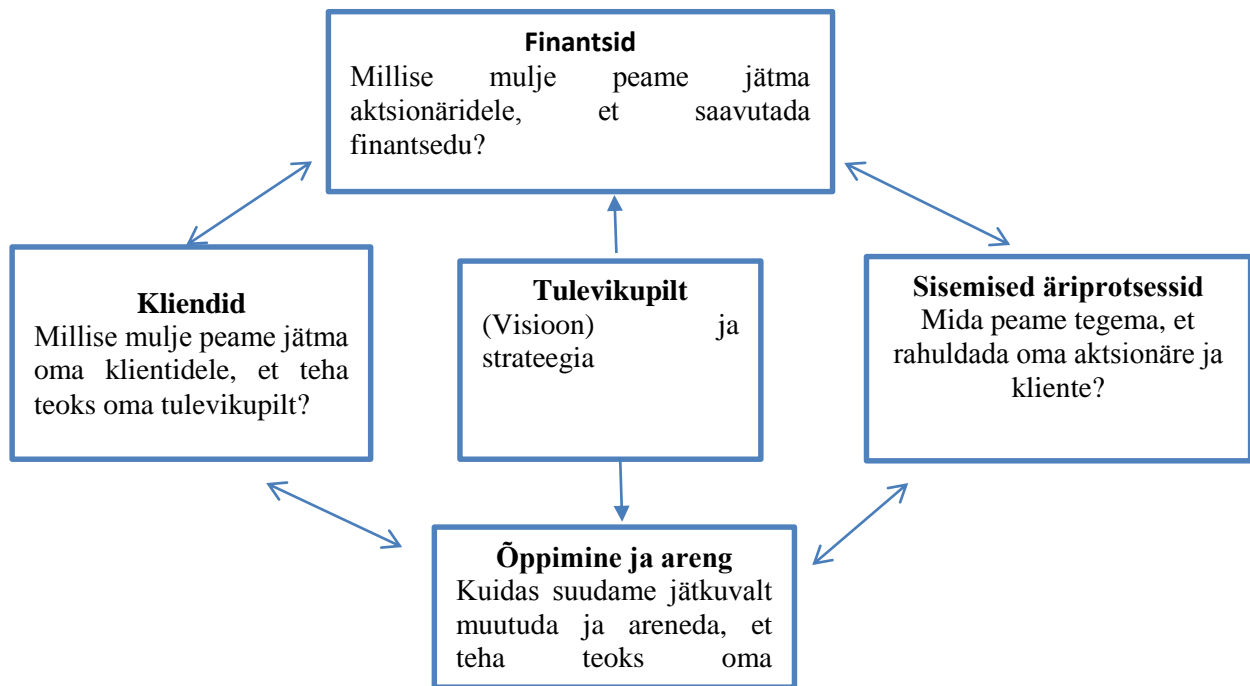 Finantsid
Millise mulje peame jätma
aktsionäridele, et saavutada
finantsedu?
Kliendid
Millise mulje peame jätma
oma klientidele, et teha
teoks oma tulevikupilt?
Tulevikupilt
(Visioon) ja
strateegia
Sisemised äriprotsessid
Mida peame tegema, et
rahuldada oma aktsionäre ja
kliente?
Õppimine ja areng
Kuidas suudame jätkuvalt
muutuda ja areneda, et
teha teoks oma